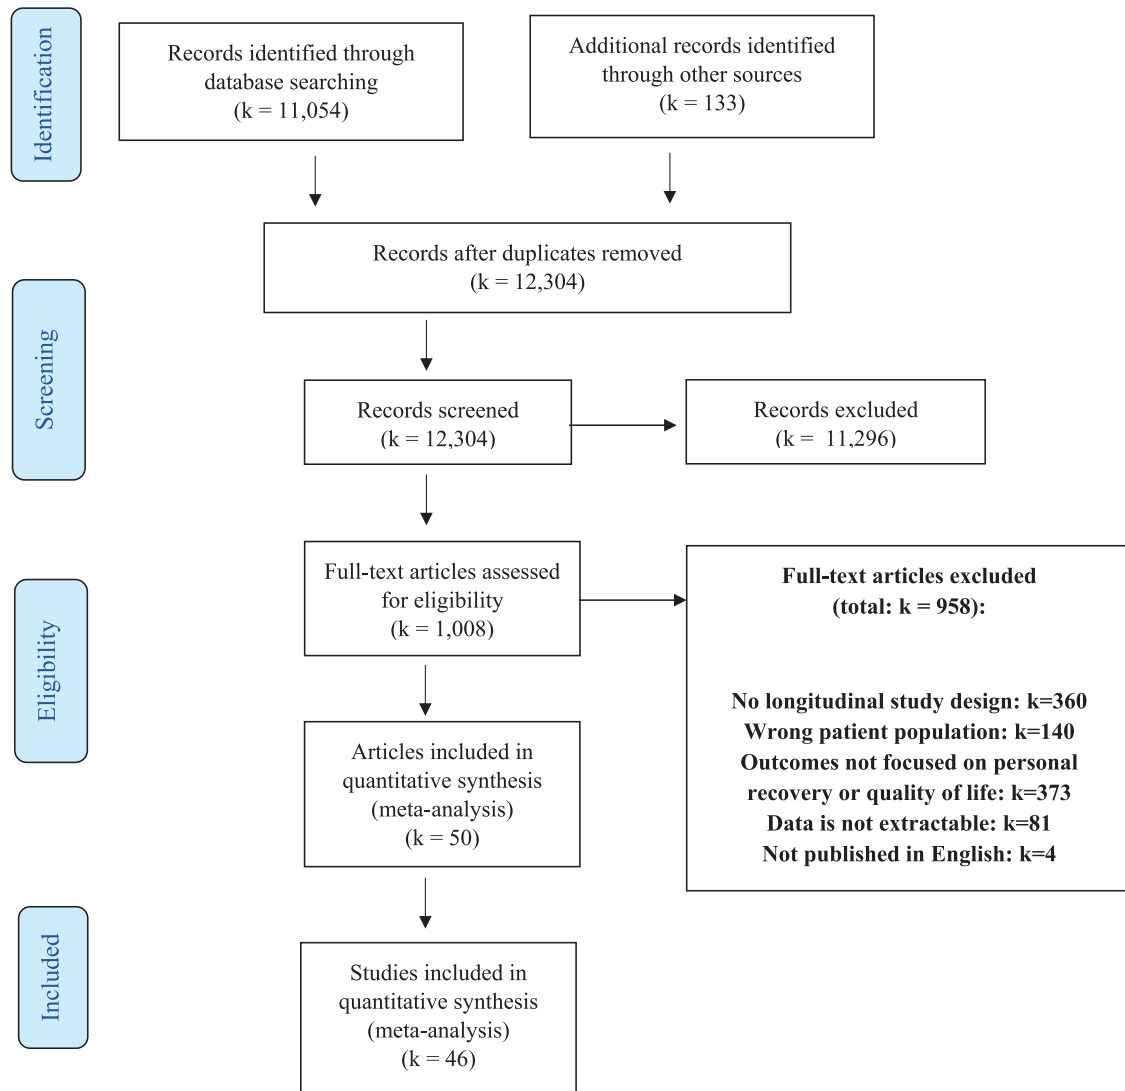 Identification
Records identified through
database searching
(k = 11,054)
Additional records identified
through other sources
(k = 133)
Records after duplicates removed
(k = 12,304)
Screening
Records screened
(k = 12,304)
Records excluded
(k = 11,296)
Eligibility
Full-text articles assessed
for eligibility
(k = 1,008)
Full-text articles excluded
(total: k = 958):
No longitudinal study design: k=360
Wrong patient population: k=140
Outcomes not focused on personal
recovery or quality of life: k=373
Data is not extractable: k=81
Not published in English: k=4
Articles included in
quantitative synthesis
(meta-analysis)
(k = 50)
Included
Studies included in
quantitative synthesis
(meta-analysis)
(k = 46)